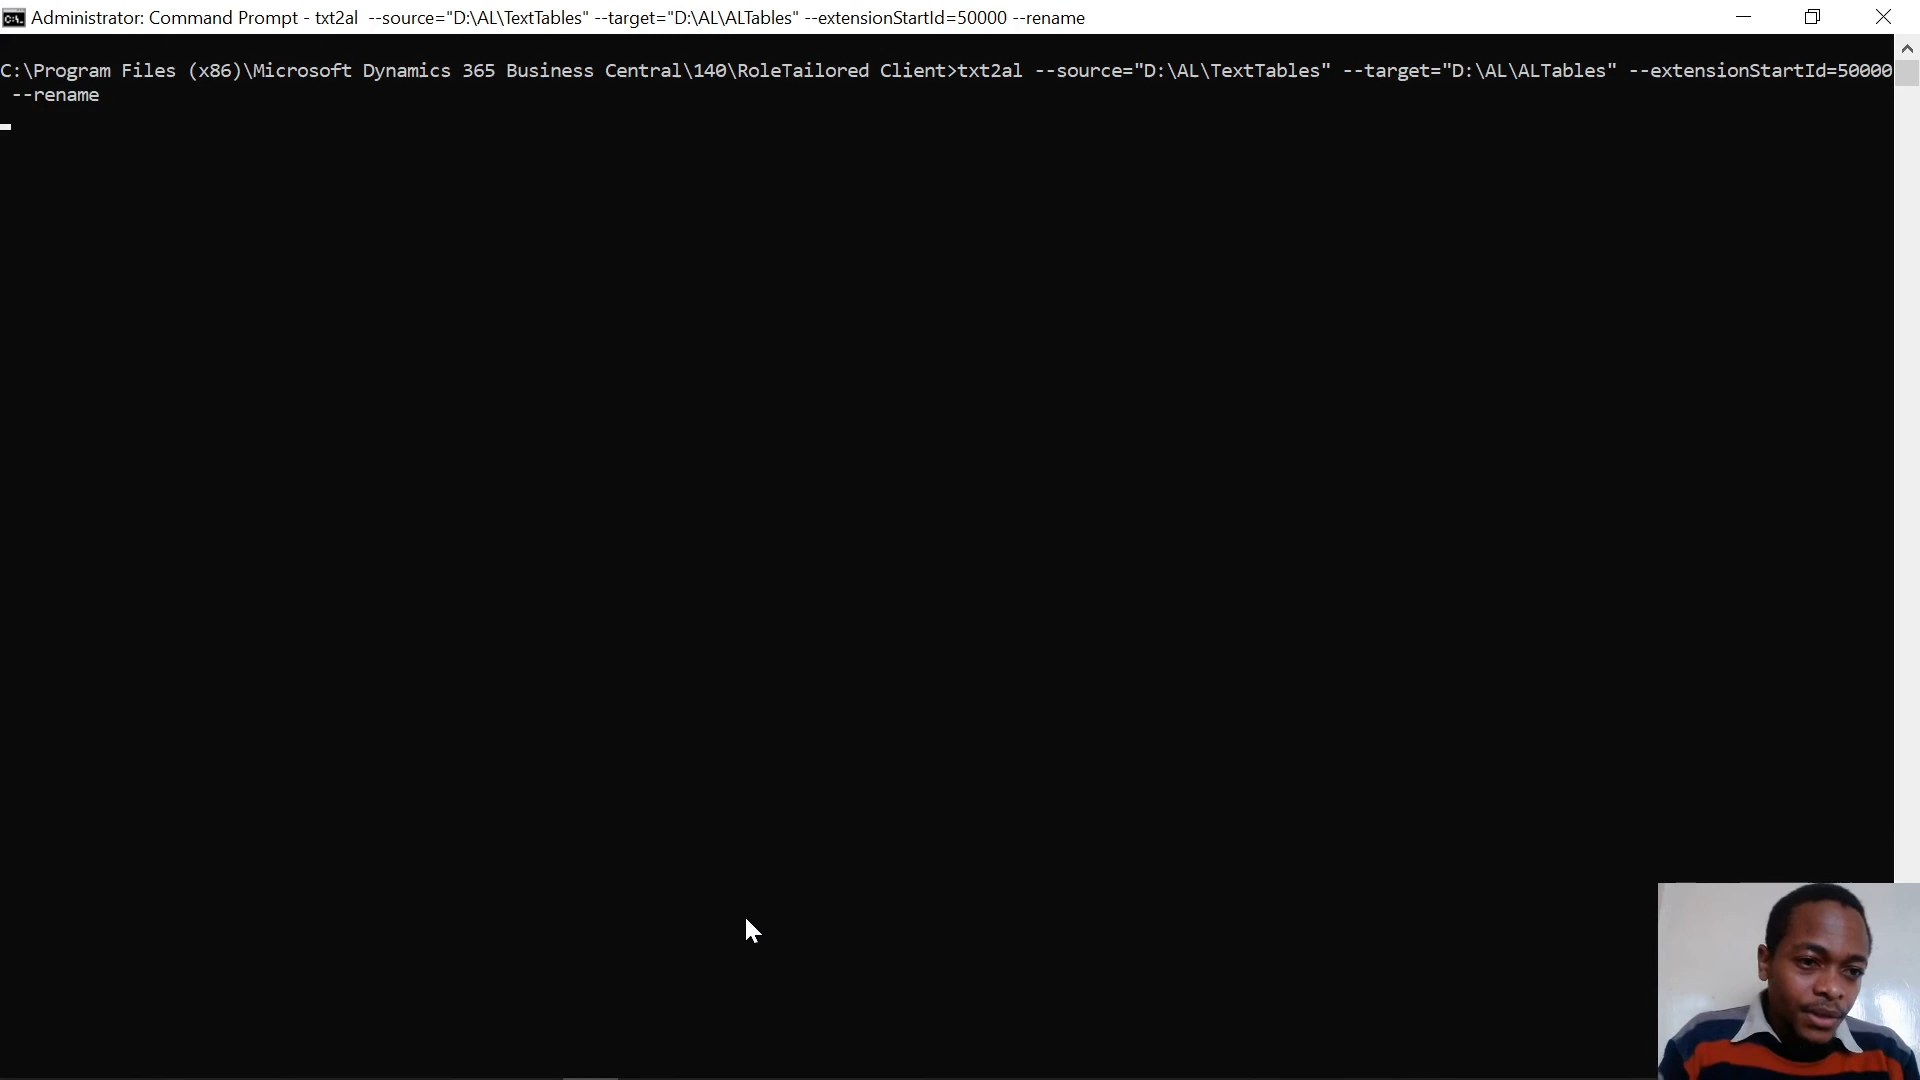 Administrator: Command Prompt - txt2al  --source="D:\AL\TextTables" --target="D:\AL\ALTables" --extensionStartId=50000 --rename
C:\Program Files (x86)\Microsoft Dynamics 365 Business Central\140\RoleTailored Client>txt2al --source="D:\AL\TextTables" --target="D:\AL\ALTables" --extensionStartId=50000
--rename